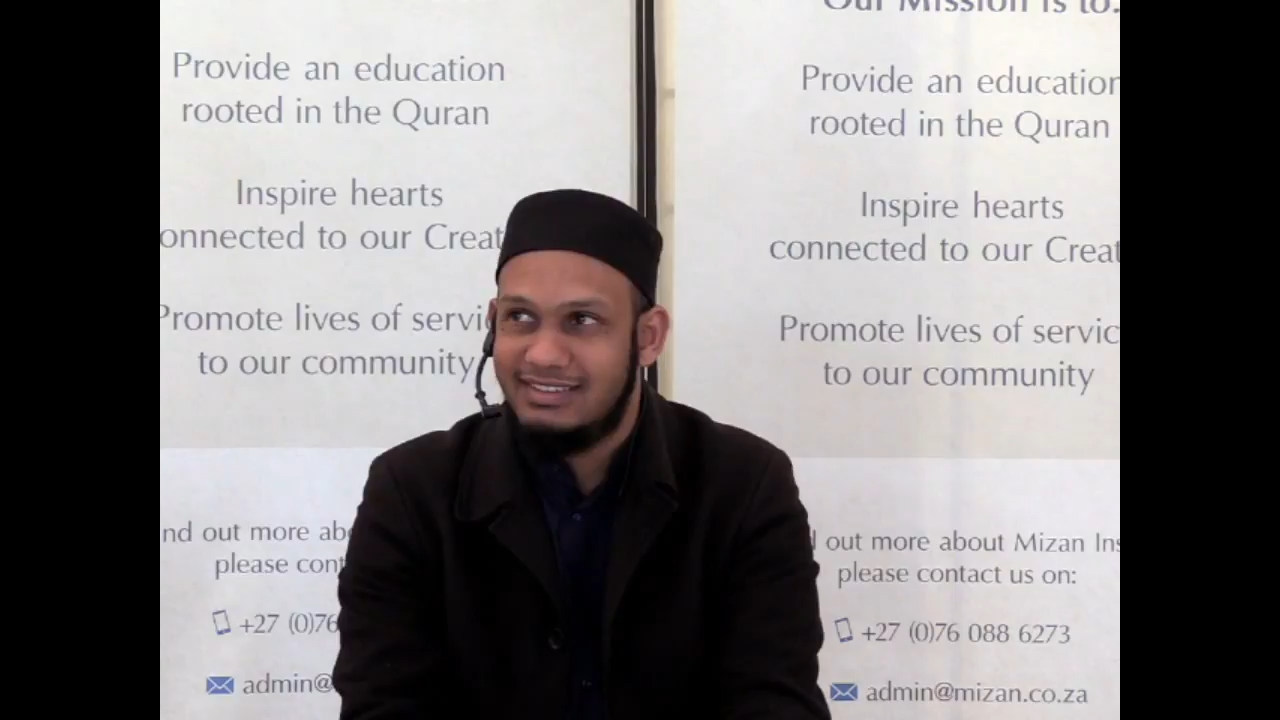 Provide an education
rooted in the Quran
Inspire hearts
onnected to our Creat
Promote lives of servi
to our community
nd out more abo
please cont
+27 (0)76
admin@
Our Mission is to.
Provide an education
rooted in the Quran
Inspire hearts
connected to our Creat
Promote lives of servic
to our community
out more about Mizan Ins
please contact us on:
+27 (0)76 088 6273
admin@mizan.co.za